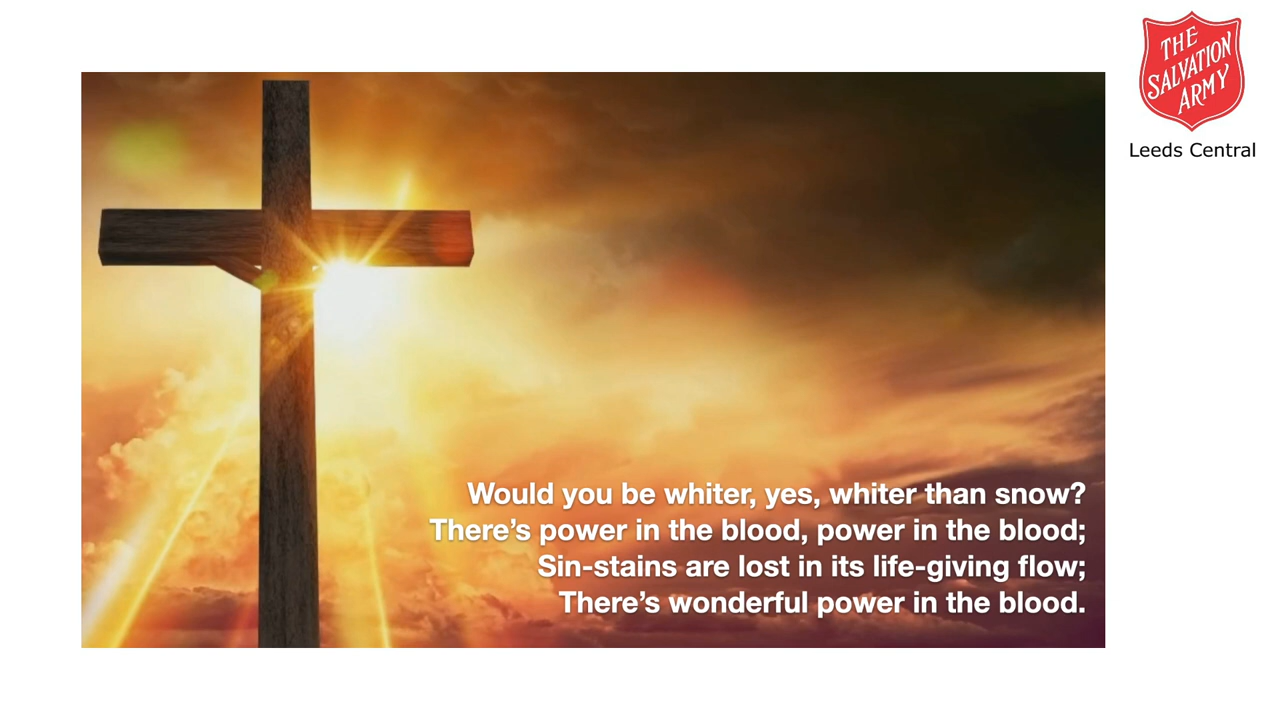 THE
SALVATION
ARMY
Leeds Central
Would you be whiter, yes, whiter than snow?
There’s power in the blood, power in the blood;
Sin-stains are lost in its life-giving flow;
There’s wonderful power in the blood.